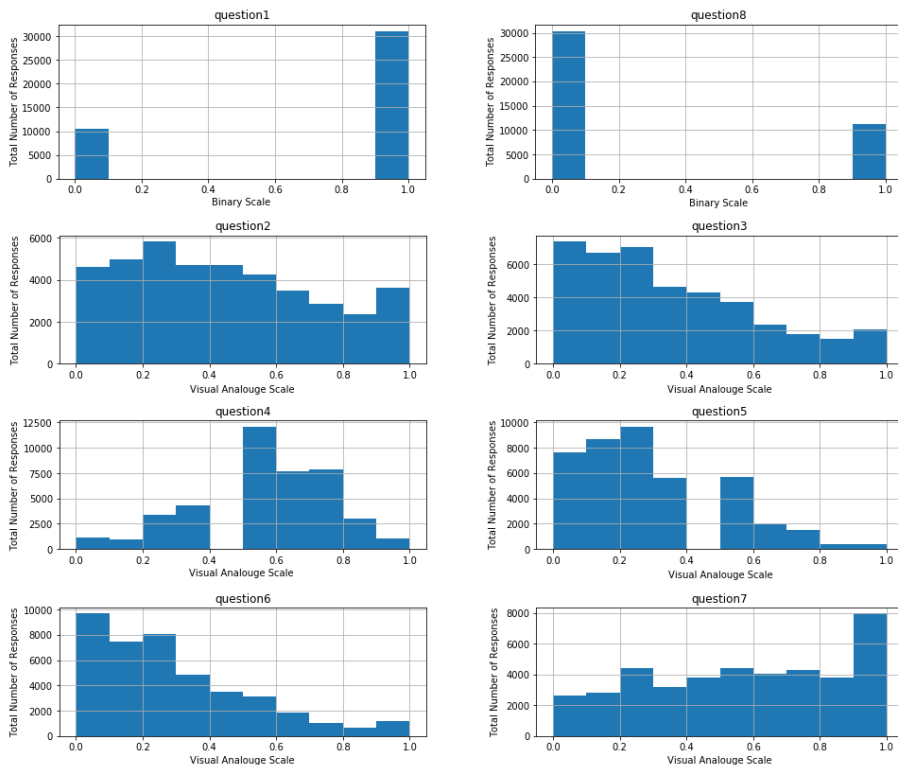 question1
Total Number of Responses
30000
25000
20000
15000
10000
5000
0
0.0 0.2 0.4 0.6 0.8 1.0
Binary Scale
question8
Total Number of Responses
30000
25000
20000
15000
10000
5000
0
0.0 0.2 0.4 0.6 0.8 1.0
Binary Scale
question2
Total Number of Responses
6000
4000
2000
0
0.0 0.2 0.4 0.6 0.8 1.0
Visual Analouge Scale
question3
Total Number of Responses
6000
4000
2000
0
0.0 0.2 0.4 0.6 0.8 1.0
Visual Analouge Scale
question4
Total Number of Responses
12500
10000
7500
5000
2500
0
0.0 0.2 0.4 0.6 0.8 1.0
Visual Analouge Scale
question5
Total Number of Responses
10000
8000
6000
4000
2000
0
0.0 0.2 0.4 0.6 0.8 1.0
Visual Analouge Scale
question6
Total Number of Responses
10000
8000
6000
4000
2000
0
0.0 0.2 0.4 0.6 0.8 1.0
Visual Analouge Scale
question7
Total Number of Responses
8000
6000
4000
2000
0
0.0 0.2 0.4 0.6 0.8 1.0
Visual Analouge Scale